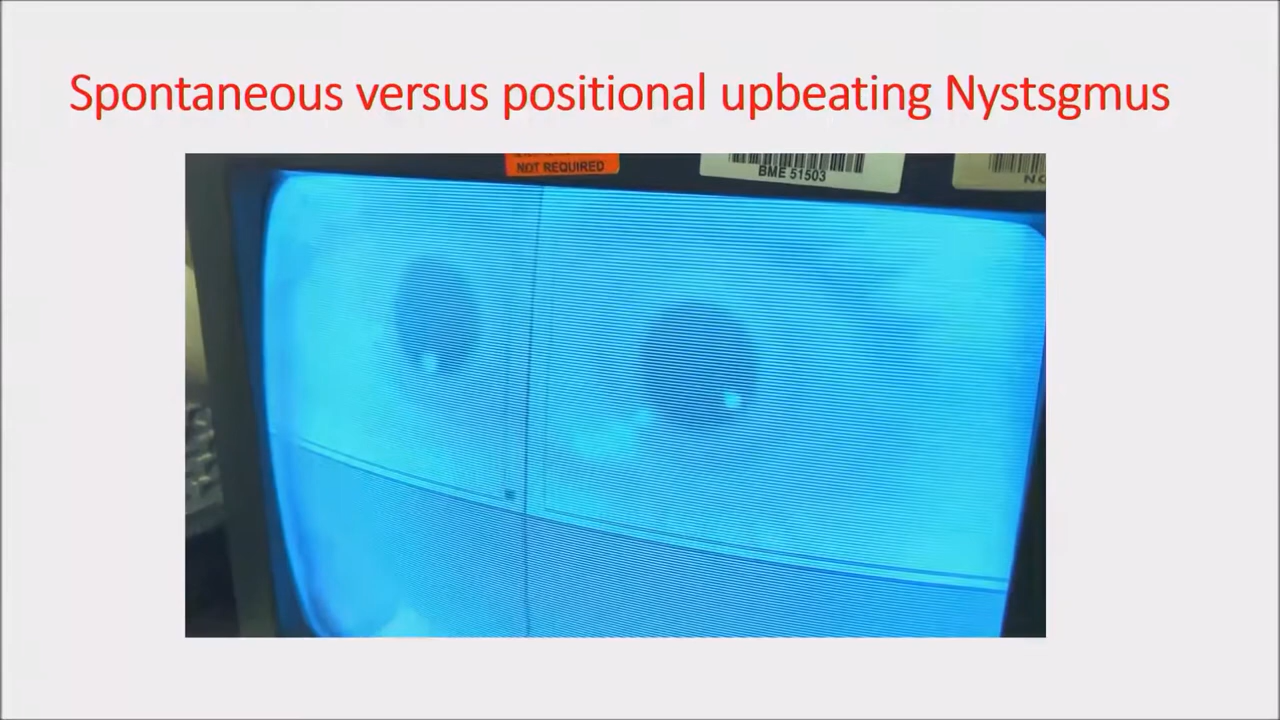 Spontaneous versus positional upbeating Nystsgmus
NOT REQUIRED
BME 51503